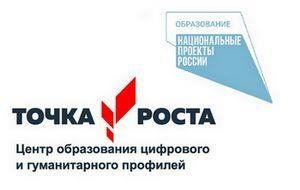 ОБРАЗОВАНИЕ
НАЦИОНАЛЬНЫЕ
ПРОЕКТЫ
РОССИИ
ТОЧКА РОСТА
Центр образования цифрового
и гуманитарного профилей